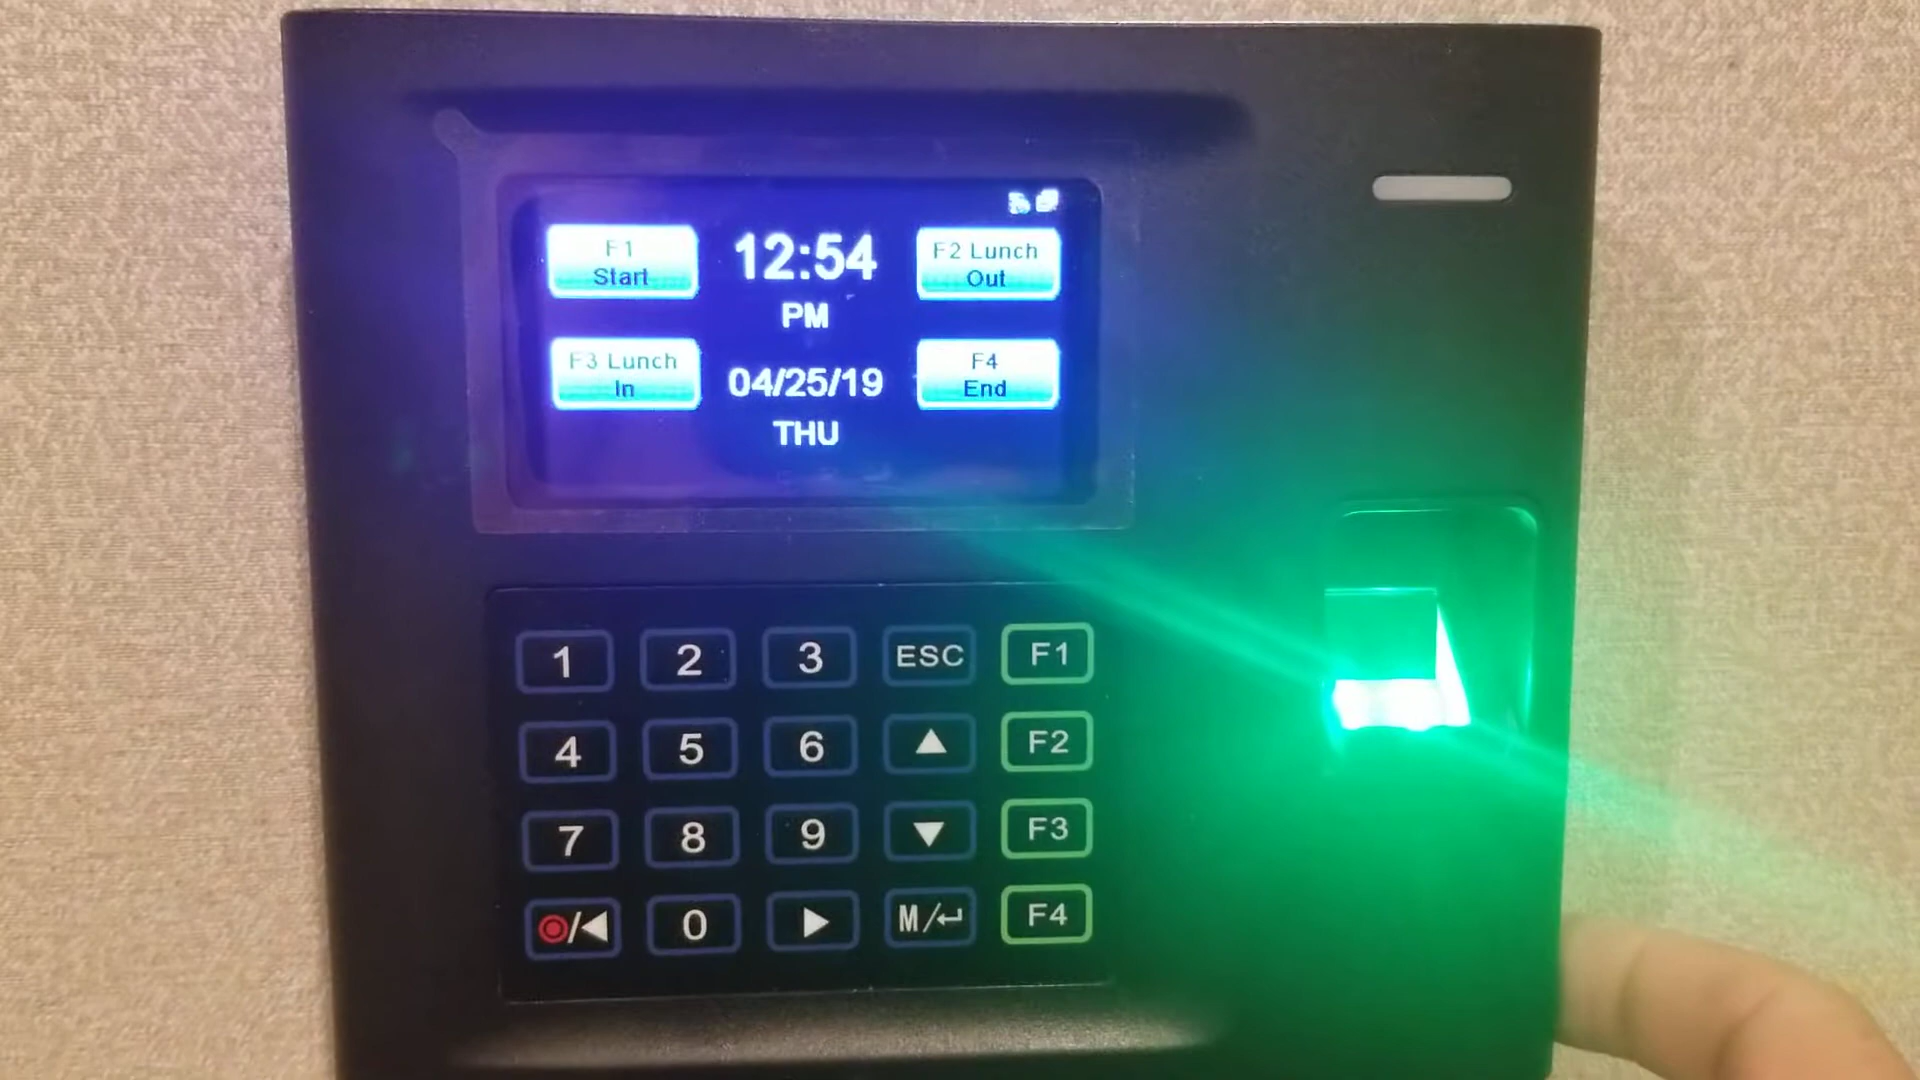 F1
Start
12:54
PM
F2 Lunch
Out
F3 Lunch
In
04/25/19
THU
F4
End
1 2 3 ESC F1
4 5 6 ▲ F2
7 8 9 ▼ F3
◉/◀ 0 ▶ M/↵ F4